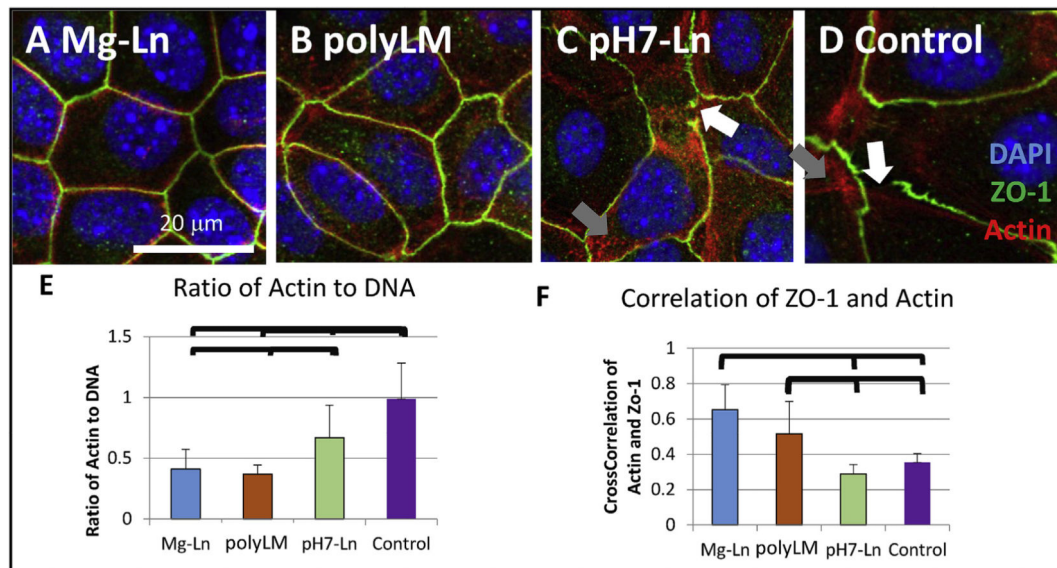 A Mg-Ln
B polyLM
C pH7-Ln
D Control
DAPI
ZO-1
Actin
20 μm
E
Ratio of Actin to DNA
Ratio of Actin to DNA
1.5
1
0.5
0
Mg-Ln polyLM pH7-Ln Control
F
Correlation of ZO-1 and Actin
CrossCorrelation of
Actin and Zo-1
1
0.8
0.6
0.4
0.2
0
Mg-Ln polyLM pH7-Ln Control